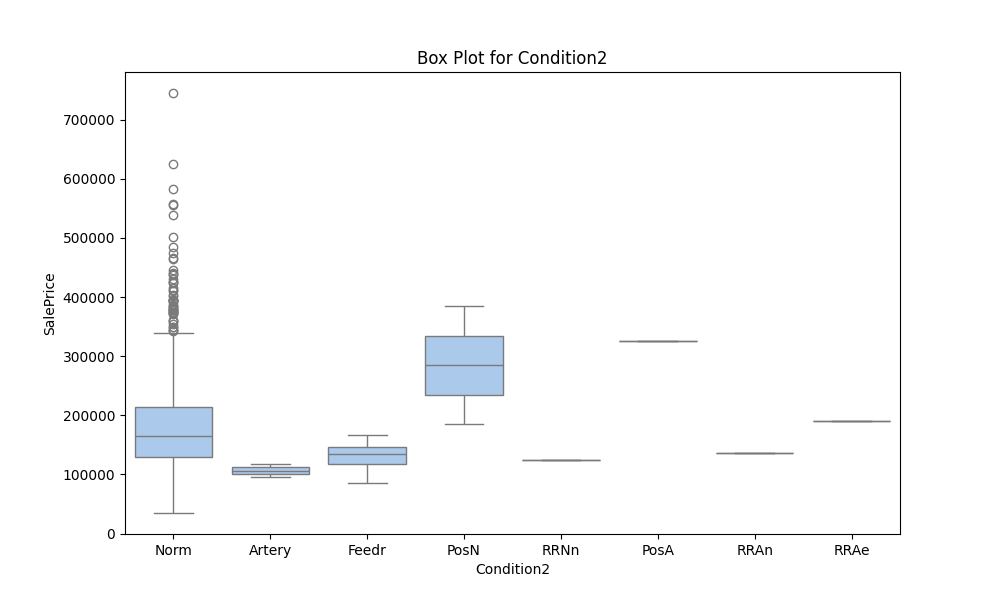 Box Plot for Condition2
700000
600000
500000
400000
300000
200000
100000
0
SalePrice
Norm Artery Feedr PosN RRNn PosA RRAn RRAe
Condition2